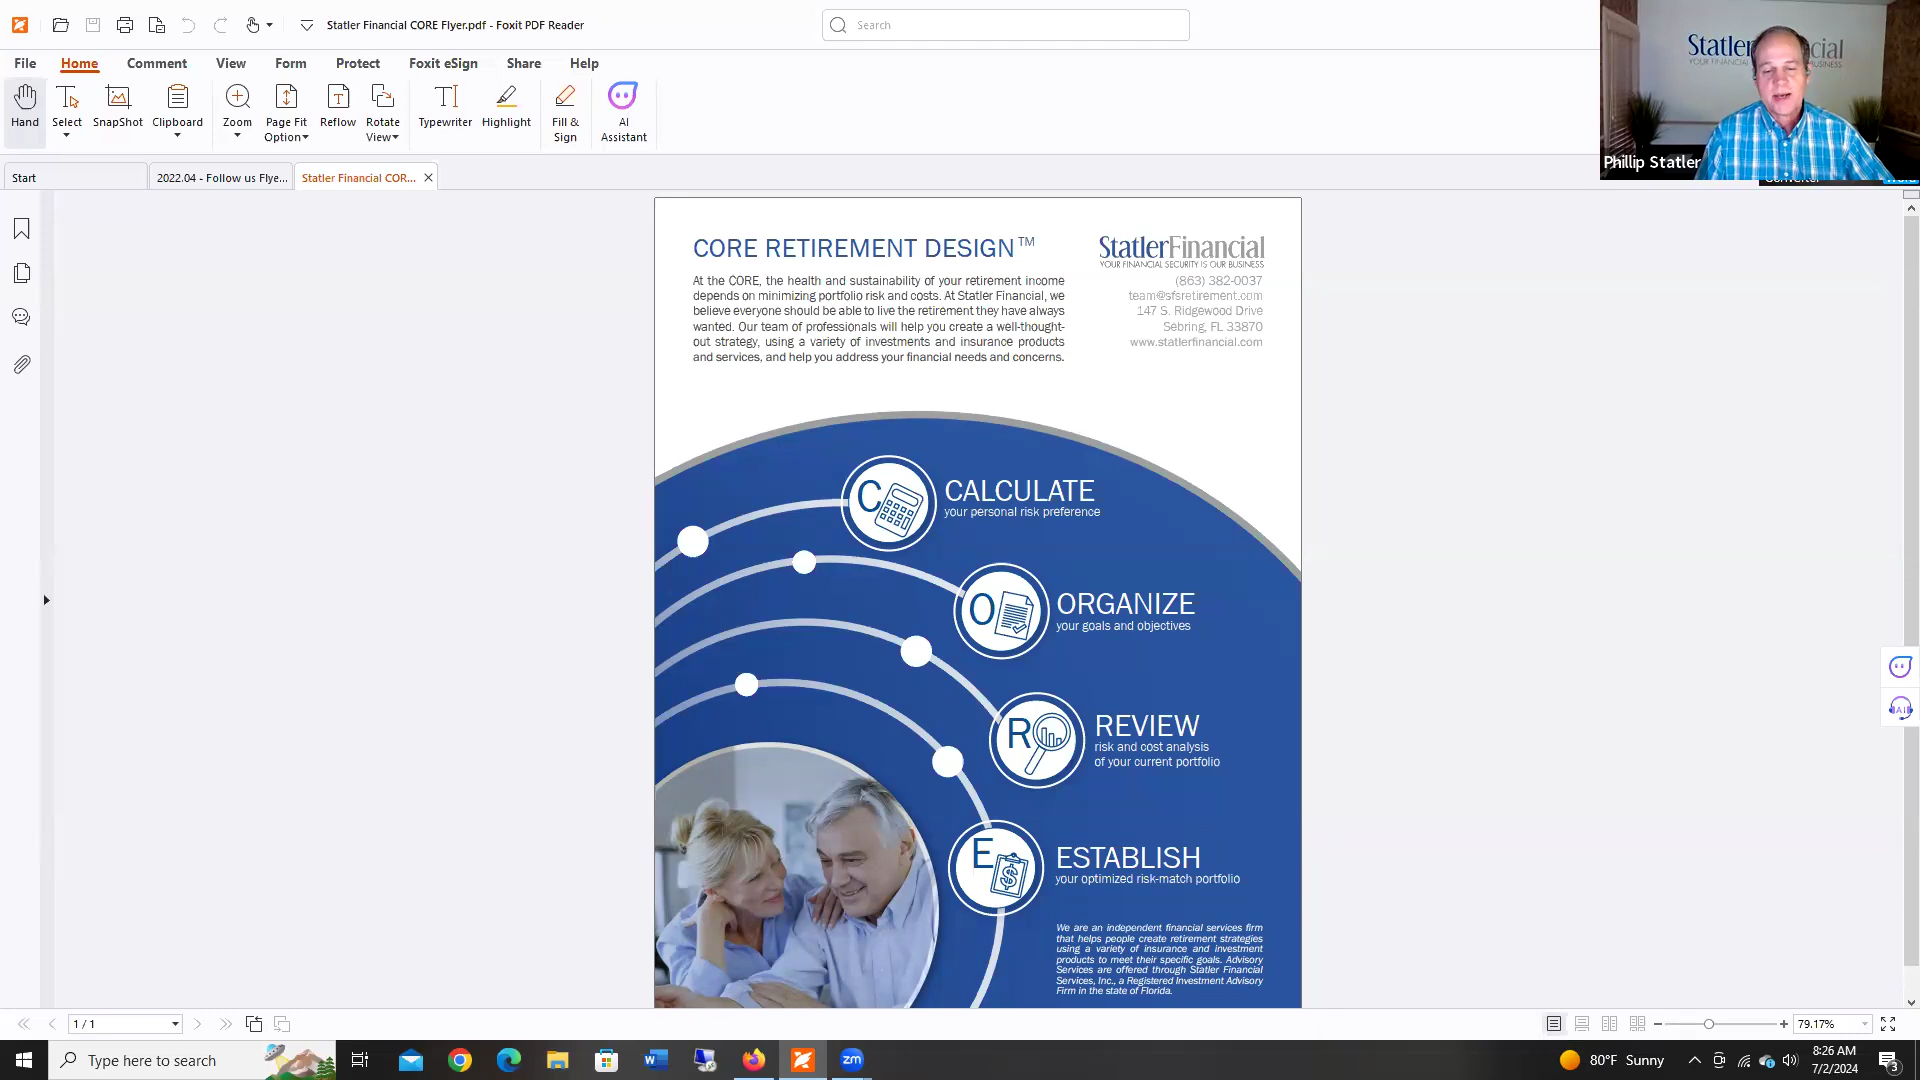 Statler Financial CORE Flyer.pdf - Foxit PDF Reader
Search
File Home Comment View Form Protect Foxit eSign Share Help
Hand Select SnapShot Clipboard Zoom Page Fit Option Reflow Rotate View Typewriter Highlight Fill & Sign AI Assistant
Start 2022.04 - Follow us Flye... Statler Financial COR...
Phillip Statler
CORE RETIREMENT DESIGN™
At the CORE, the health and sustainability of your retirement income
depends on minimizing portfolio risk and costs. At Statler Financial, we
believe everyone should be able to live the retirement they have always
wanted. Our team of professionals will help you create a well-thought-
out strategy, using a variety of investments and insurance products
and services, and help you address your financial needs and concerns.
StatlerFinancial
YOUR FINANCIAL SECURITY IS OUR BUSINESS
(863) 382-0037
team@sfsretirement.com
147 S. Ridgewood Drive
Sebring, FL 33870
www.statlerfinancial.com
C
CALCULATE
your personal risk preference
O
ORGANIZE
your goals and objectives
R
REVIEW
risk and cost analysis
of your current portfolio
E
$
ESTABLISH
your optimized risk-match portfolio
We are an independent financial services firm
that helps people create retirement strategies
using a variety of insurance and investment
products to meet their specific goals. Advisory
Services are offered through Statler Financial
Services, Inc., a Registered Investment Advisory
Firm in the state of Florida.
AI
1 / 1
79.17%
Type here to search
zm
80°F Sunny
8:26 AM
7/2/2024
3